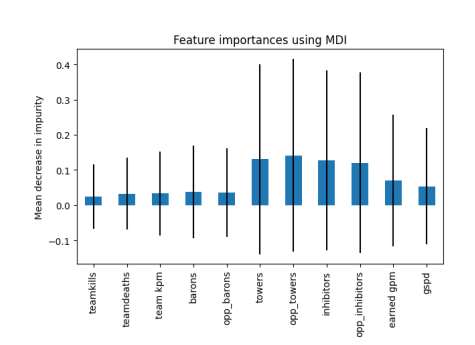 Feature importances using MDI
Mean decrease in impurity
0.4
0.3
0.2
0.1
0.0
−0.1
teamkills
teamdeaths
team kpm
barons
opp_barons
towers
opp_towers
inhibitors
opp_inhibitors
earned gpm
gspd